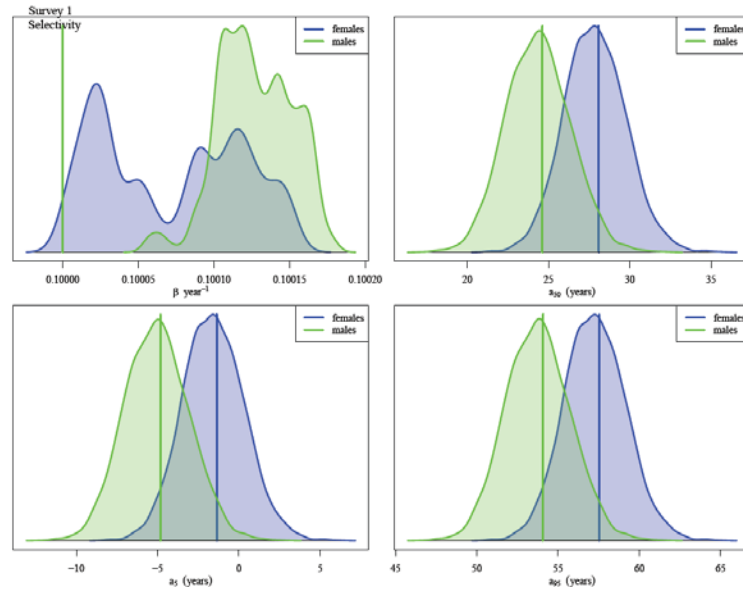 Survey 1
Selectivity
females
males
0.10000 0.10005 0.10010 0.10015 0.10020
β year⁻¹
females
males
20 25 30 35
a₅₀ (years)
females
males
−10 −5 0 5
a₅ (years)
females
males
45 50 55 60 65
a₉₅ (years)